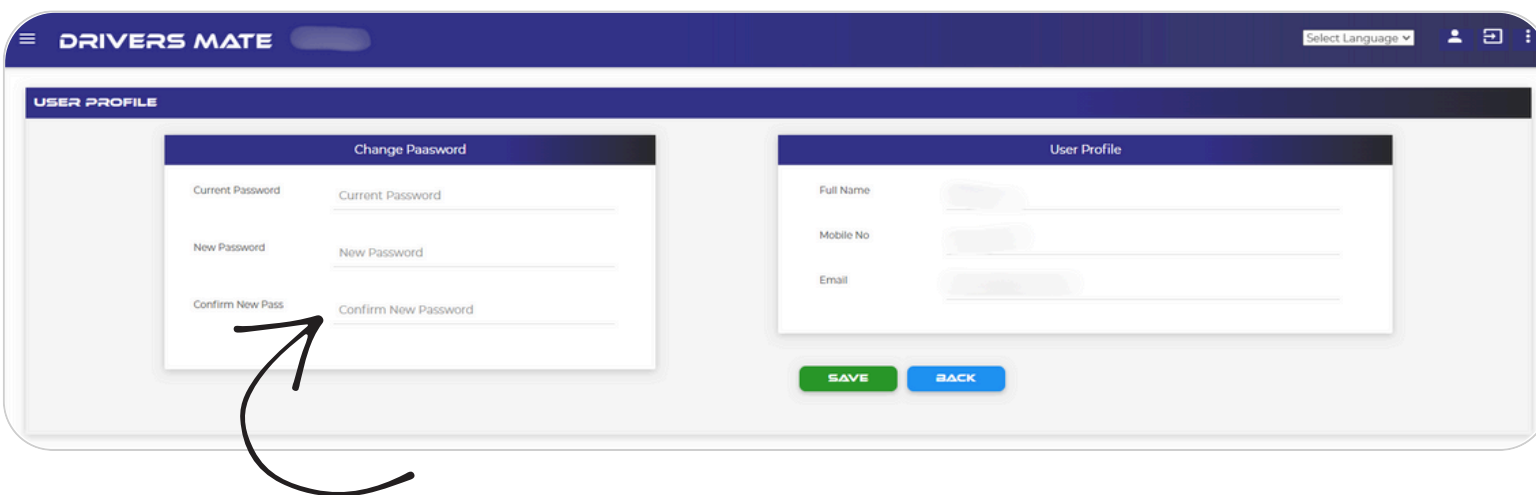 DRIVERS MATE
Select Language
USER PROFILE
Change Paasword
Current Password
Current Password
New Password
New Password
Confirm New Pass
Confirm New Password
User Profile
Full Name
Mobile No
Email
SAVE
BACK